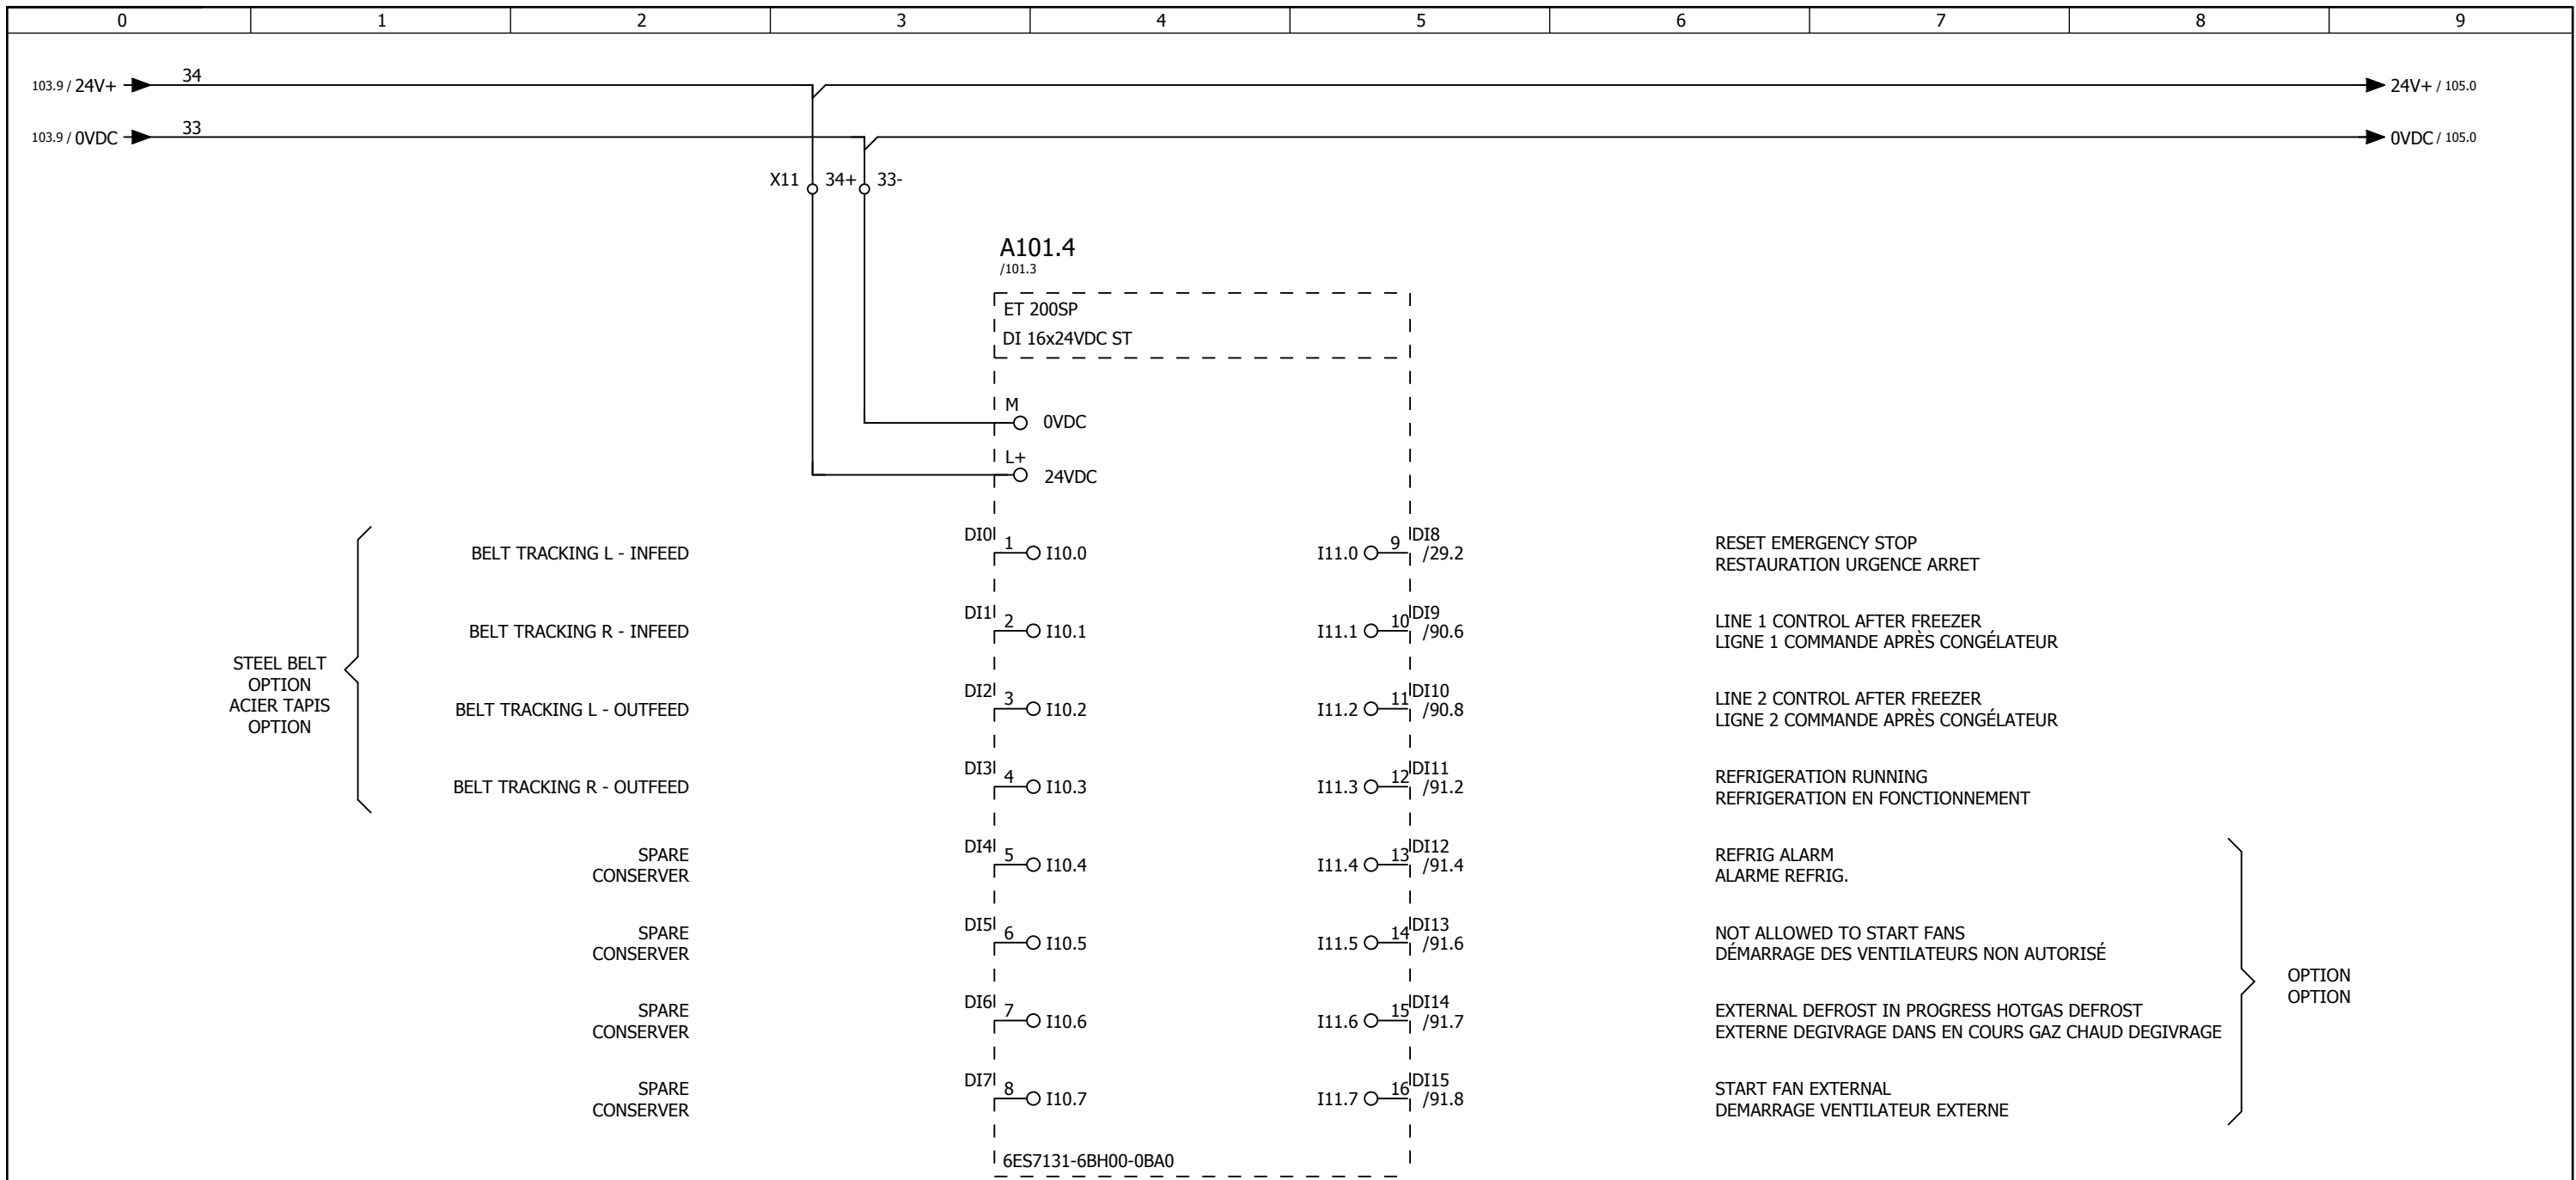 0 1 2 3 4 5 6 7 8 9
103.9 / 24V+ 34 24V+ / 105.0
103.9 / 0VDC 33 0VDC / 105.0
X11 34+ 33-
A101.4
/101.3
ET 200SP
DI 16x24VDC ST
M
0VDC
L+
24VDC
STEEL BELT
OPTION
ACIER TAPIS
OPTION
BELT TRACKING L - INFEED
DI0 1 I10.0
BELT TRACKING R - INFEED
DI1 2 I10.1
BELT TRACKING L - OUTFEED
DI2 3 I10.2
BELT TRACKING R - OUTFEED
DI3 4 I10.3
SPARE
CONSERVER
DI4 5 I10.4
SPARE
CONSERVER
DI5 6 I10.5
SPARE
CONSERVER
DI6 7 I10.6
SPARE
CONSERVER
DI7 8 I10.7
I11.0 9 DI8
/29.2
RESET EMERGENCY STOP
RESTAURATION URGENCE ARRET
I11.1 10 DI9
/90.6
LINE 1 CONTROL AFTER FREEZER
LIGNE 1 COMMANDE APRÈS CONGÉLATEUR
I11.2 11 DI10
/90.8
LINE 2 CONTROL AFTER FREEZER
LIGNE 2 COMMANDE APRÈS CONGÉLATEUR
I11.3 12 DI11
/91.2
REFRIGERATION RUNNING
REFRIGERATION EN FONCTIONNEMENT
I11.4 13 DI12
/91.4
REFRIG ALARM
ALARME REFRIG.
I11.5 14 DI13
/91.6
NOT ALLOWED TO START FANS
DÉMARRAGE DES VENTILATEURS NON AUTORISÉ
I11.6 15 DI14
/91.7
EXTERNAL DEFROST IN PROGRESS HOTGAS DEFROST
EXTERNE DEGIVRAGE DANS EN COURS GAZ CHAUD DEGIVRAGE
I11.7 16 DI15
/91.8
START FAN EXTERNAL
DEMARRAGE VENTILATEUR EXTERNE
OPTION
OPTION
6ES7131-6BH00-0BA0